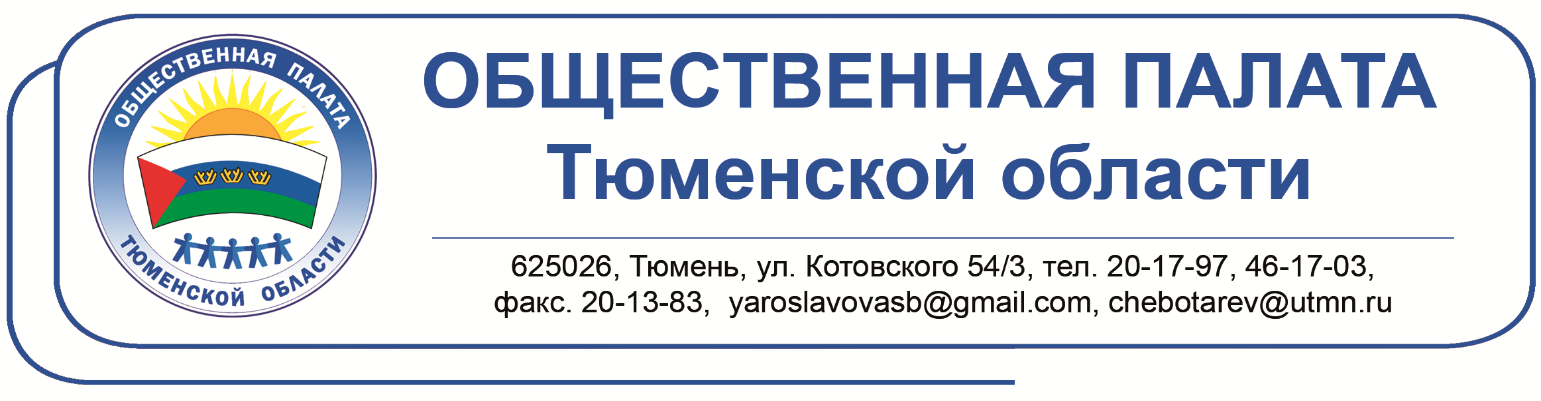 ОБЩЕСТВЕННАЯ ПАЛАТА
ТЮМЕНСКОЙ ОБЛАСТИ
ОБЩЕСТВЕННАЯ ПАЛАТА
Тюменской области
625026, Тюмень, ул. Котовского 54/3, тел. 20-17-97, 46-17-03,
факс. 20-13-83, yaroslavovasb@gmail.com, chebotarev@utmn.ru